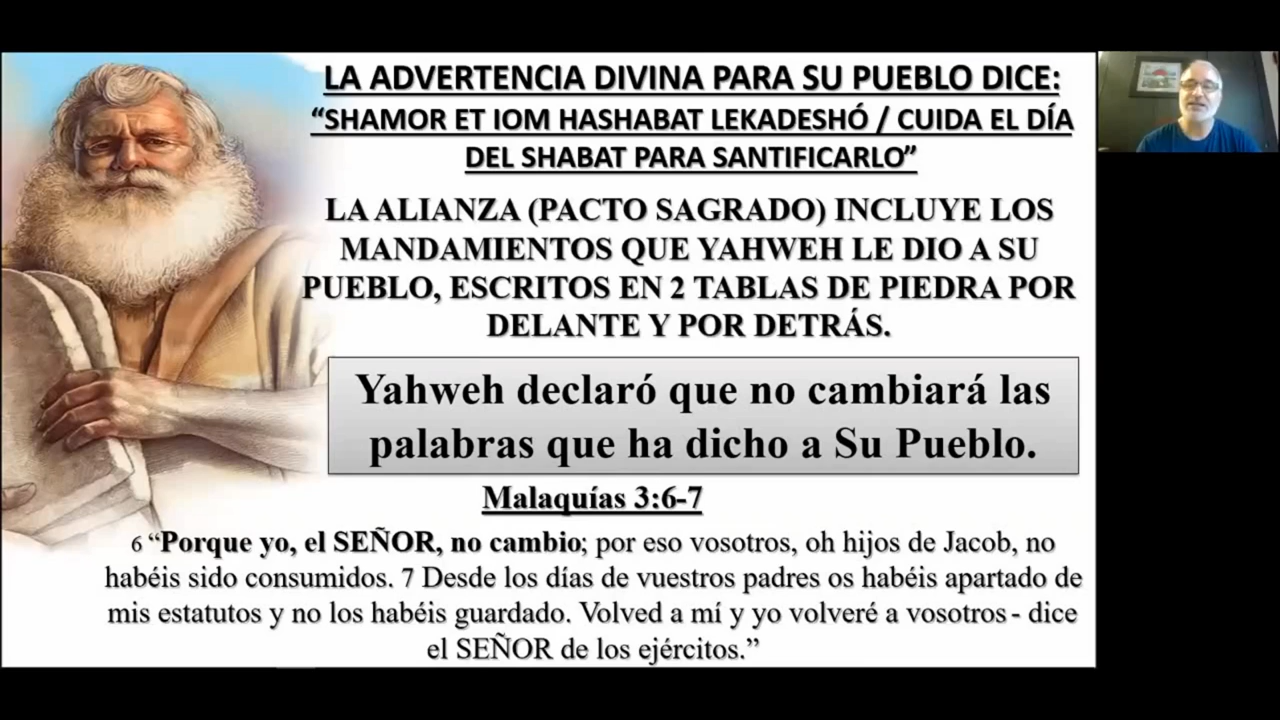 LA ADVERTENCIA DIVINA PARA SU PUEBLO DICE:
“SHAMOR ET IOM HASHABAT LEKADESHÓ / CUIDA EL DÍA
DEL SHABAT PARA SANTIFICARLO”
LA ALIANZA (PACTO SAGRADO) INCLUYE LOS
MANDAMIENTOS QUE YAHWEH LE DIO A SU
PUEBLO, ESCRITOS EN 2 TABLAS DE PIEDRA POR
DELANTE Y POR DETRÁS.
Yahweh declaró que no cambiará las
palabras que ha dicho a Su Pueblo.
Malaquías 3:6-7
6 “Porque yo, el SEÑOR, no cambio; por eso vosotros, oh hijos de Jacob, no
habéis sido consumidos. 7 Desde los días de vuestros padres os habéis apartado de
mis estatutos y no los habéis guardado. Volved a mí y yo volveré a vosotros - dice
el SEÑOR de los ejércitos.”